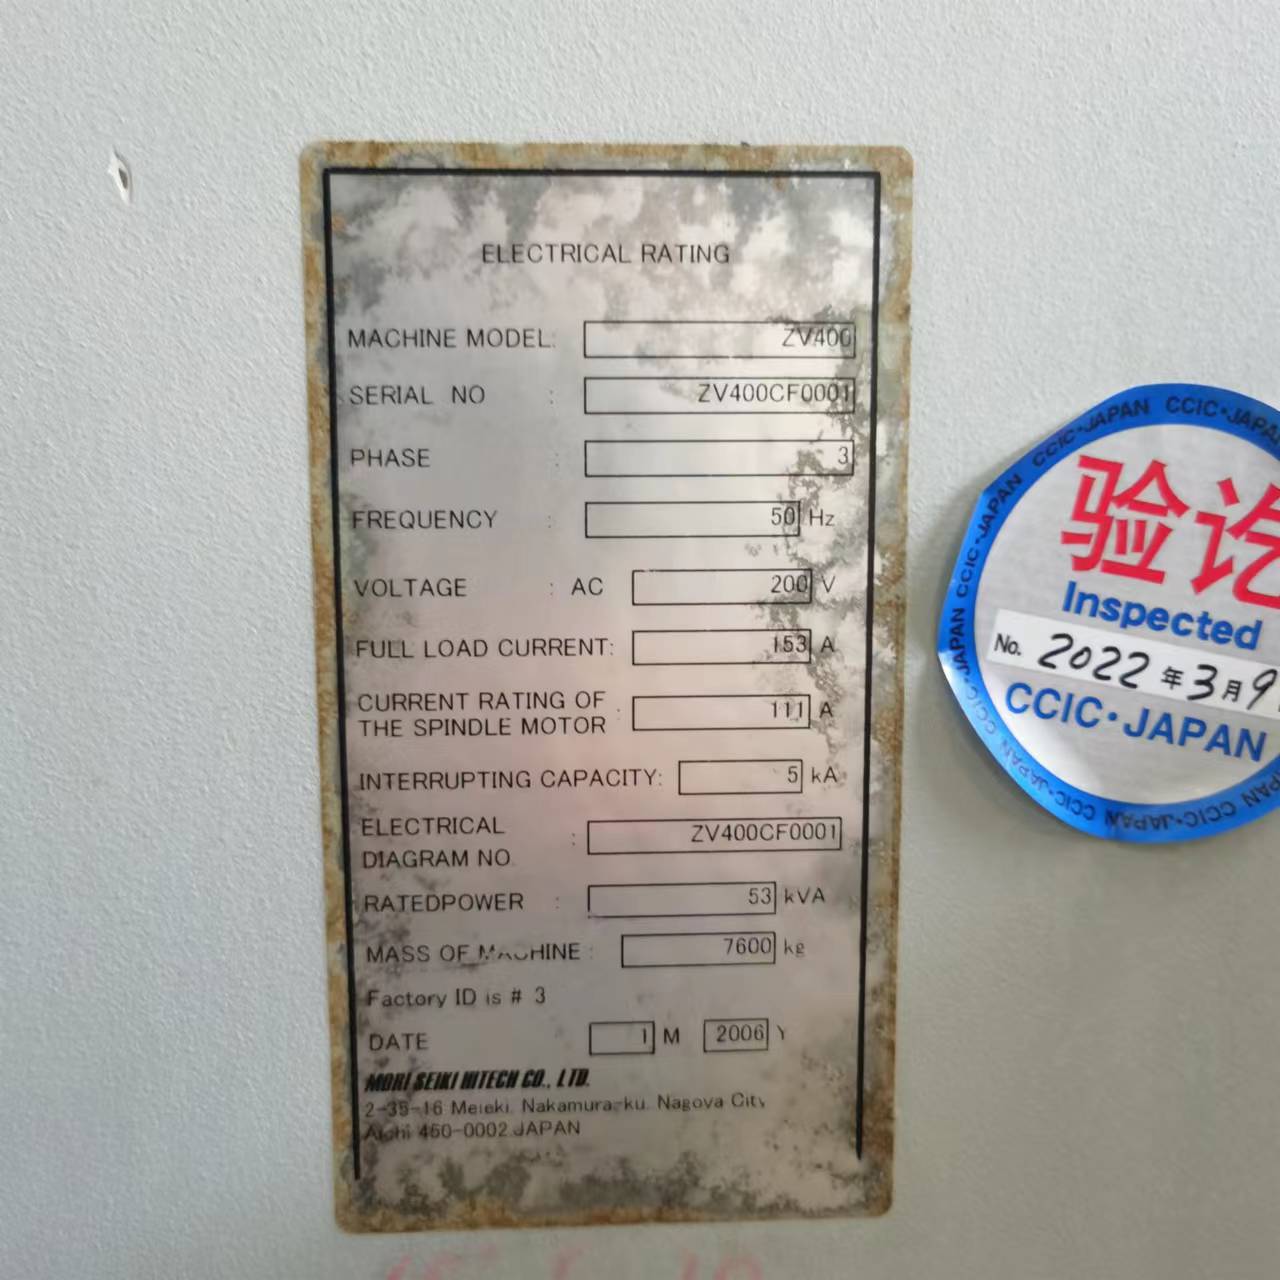 ELECTRICAL RATING
MACHINE MODEL: ZV400
SERIAL NO : ZV400CF0001
PHASE : 3
FREQUENCY : 50 Hz
VOLTAGE : AC 200 V
FULL LOAD CURRENT: 153 A
CURRENT RATING OF
THE SPINDLE MOTOR : 111 A
INTERRUPTING CAPACITY: 5 kA
ELECTRICAL
DIAGRAM NO. : ZV400CF0001
RATEDPOWER : 53 kVA
MASS OF MACHINE : 7600 kg
Factory ID is # 3
DATE 1 M 2006 Y
MORI SEIKI HITECH CO., LTD.
2-35-16 Meieki, Nakamura-ku, Nagoya City
Aichi 450-0002 JAPAN
CCIC·JAPAN CCIC·JAPAN
验讫
Inspected
No. 2022年3月9
CCIC·JAPAN